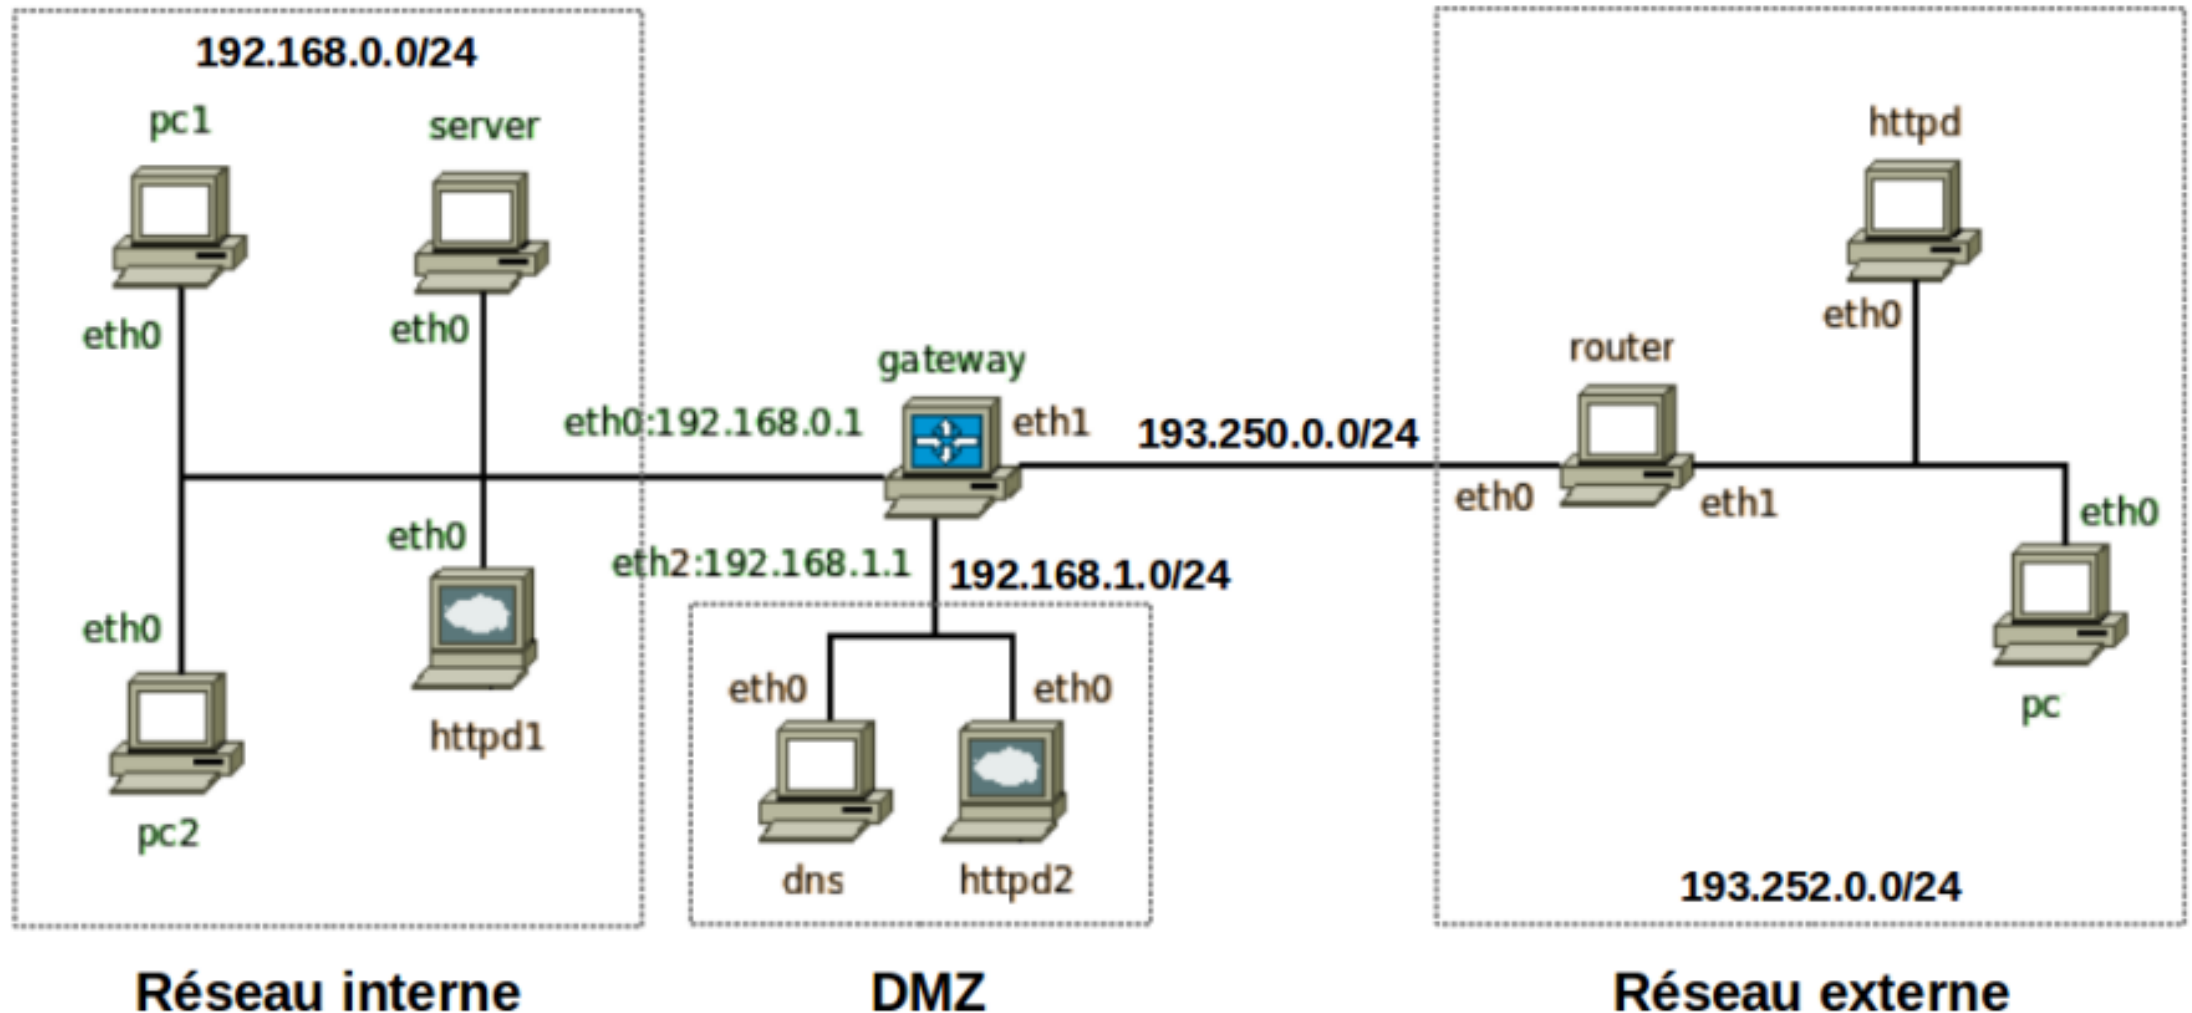 192.168.0.0/24
pc1
server
eth0
eth0
eth0
eth0
httpd1
pc2
Réseau interne
gateway
eth0:192.168.0.1
eth1
193.250.0.0/24
eth2:192.168.1.1
192.168.1.0/24
eth0
eth0
dns
httpd2
DMZ
httpd
eth0
router
eth0
eth1
eth0
pc
193.252.0.0/24
Réseau externe